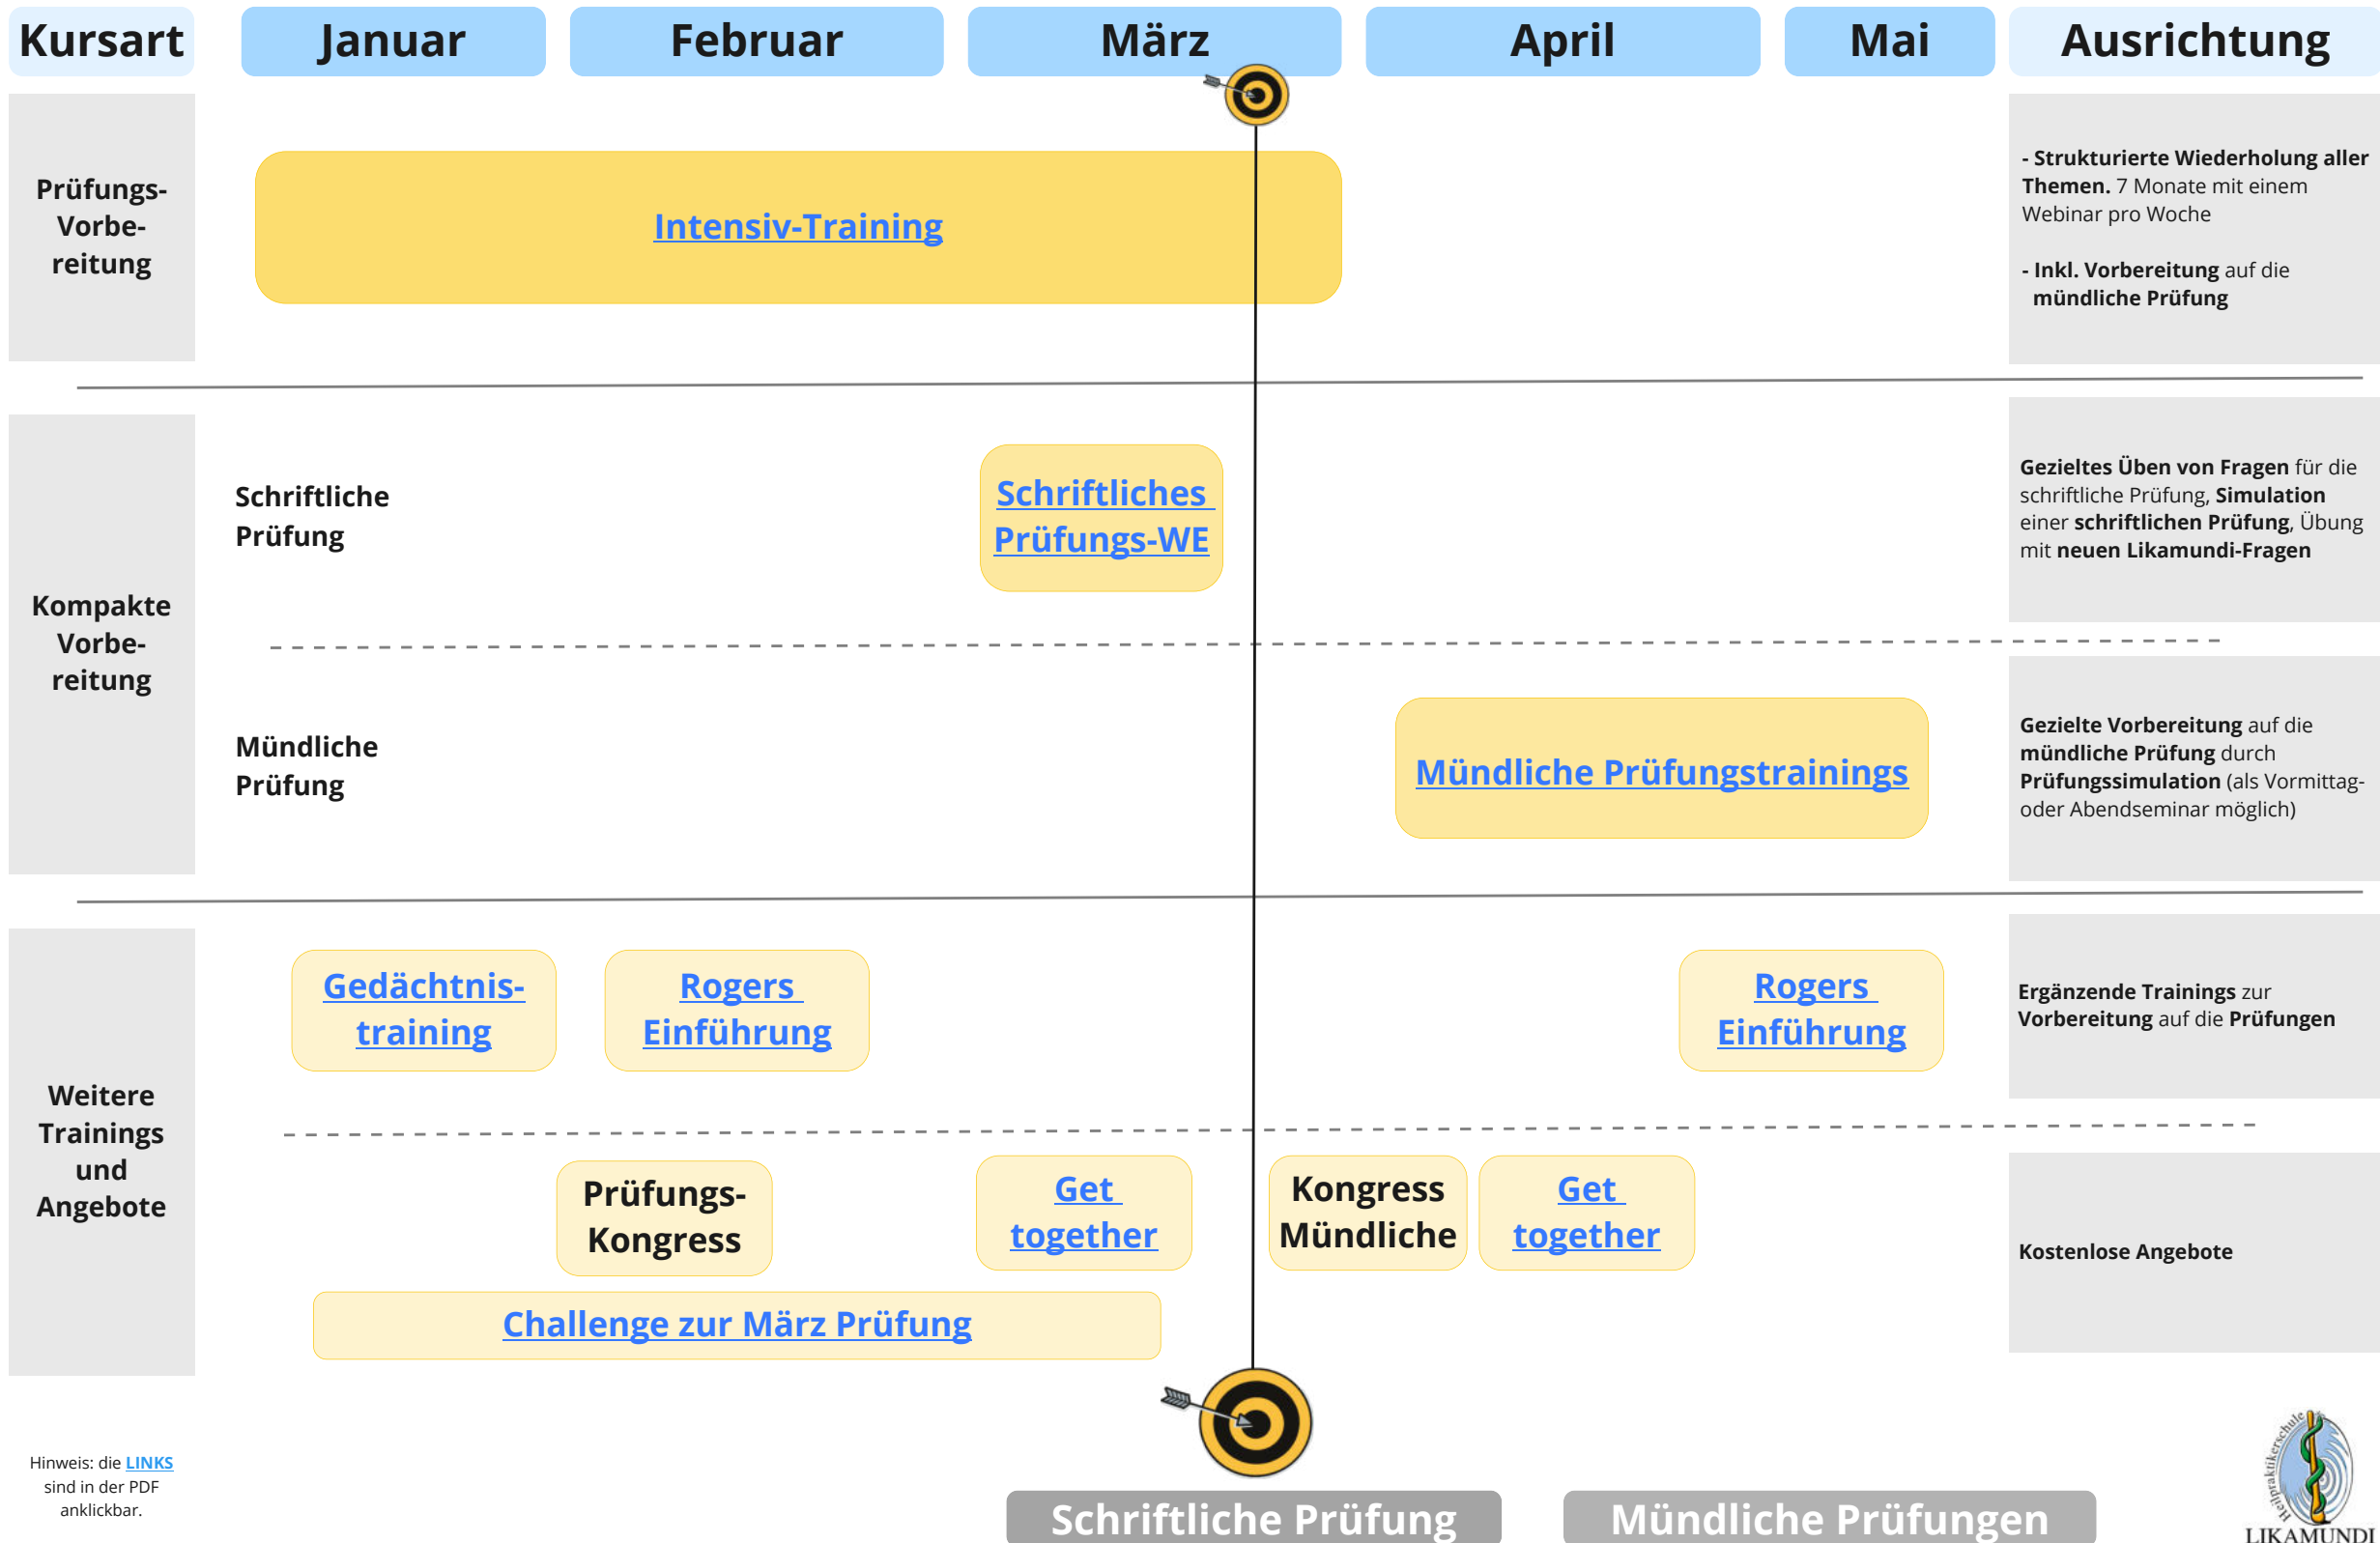 Kursart
Januar
Februar
März
April
Mai
Ausrichtung
Prüfungs-
Vorbe-
reitung
Intensiv-Training
- Strukturierte Wiederholung aller
Themen. 7 Monate mit einem
Webinar pro Woche
- Inkl. Vorbereitung auf die
mündliche Prüfung
Kompakte
Vorbe-
reitung
Schriftliche
Prüfung
Schriftliches
Prüfungs-WE
Gezieltes Üben von Fragen für die
schriftliche Prüfung, Simulation
einer schriftlichen Prüfung, Übung
mit neuen Likamundi-Fragen
Mündliche
Prüfung
Mündliche Prüfungstrainings
Gezielte Vorbereitung auf die
mündliche Prüfung durch
Prüfungssimulation (als Vormittag-
oder Abendseminar möglich)
Weitere
Trainings
und
Angebote
Gedächtnis-
training
Rogers
Einführung
Rogers
Einführung
Ergänzende Trainings zur
Vorbereitung auf die Prüfungen
Prüfungs-
Kongress
Get
together
Kongress
Mündliche
Get
together
Kostenlose Angebote
Challenge zur März Prüfung
Hinweis: die LINKS
sind in der PDF
anklickbar.
Schriftliche Prüfung
Mündliche Prüfungen
Heilpraktikerschule
LIKAMUNDI